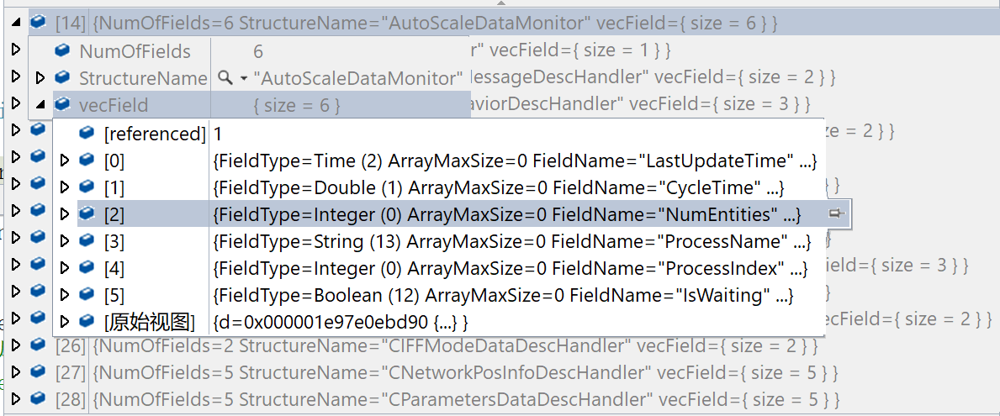 [14] {NumOfFields=6 StructureName="AutoScaleDataMonitor" vecField={ size = 6 } }
NumOfFields 6 r" vecField={ size = 1 } }
StructureName "AutoScaleDataMonitor" MessageDescHandler" vecField={ size = 2 } }
vecField { size = 6 } aviorDescHandler" vecField={ size = 3 } }
[referenced] 1 ze = 2 } }
[0] {FieldType=Time (2) ArrayMaxSize=0 FieldName="LastUpdateTime" ...}
[1] {FieldType=Double (1) ArrayMaxSize=0 FieldName="CycleTime" ...} } }
[2] {FieldType=Integer (0) ArrayMaxSize=0 FieldName="NumEntities" ...}
[3] {FieldType=String (13) ArrayMaxSize=0 FieldName="ProcessName" ...} }
[4] {FieldType=Integer (0) ArrayMaxSize=0 FieldName="ProcessIndex" ...} ield={ size = 3 } }
[5] {FieldType=Boolean (12) ArrayMaxSize=0 FieldName="IsWaiting" ...} }
[原始视图] {d=0x000001e97e0ebd90 {...} } cField={ size = 2 } }
[26] {NumOfFields=2 StructureName="CIFFModeDataDescHandler" vecField={ size = 2 } }
[27] {NumOfFields=5 StructureName="CNetworkPosInfoDescHandler" vecField={ size = 5 } }
[28] {NumOfFields=5 StructureName="CParametersDataDescHandler" vecField={ size = 5 } }